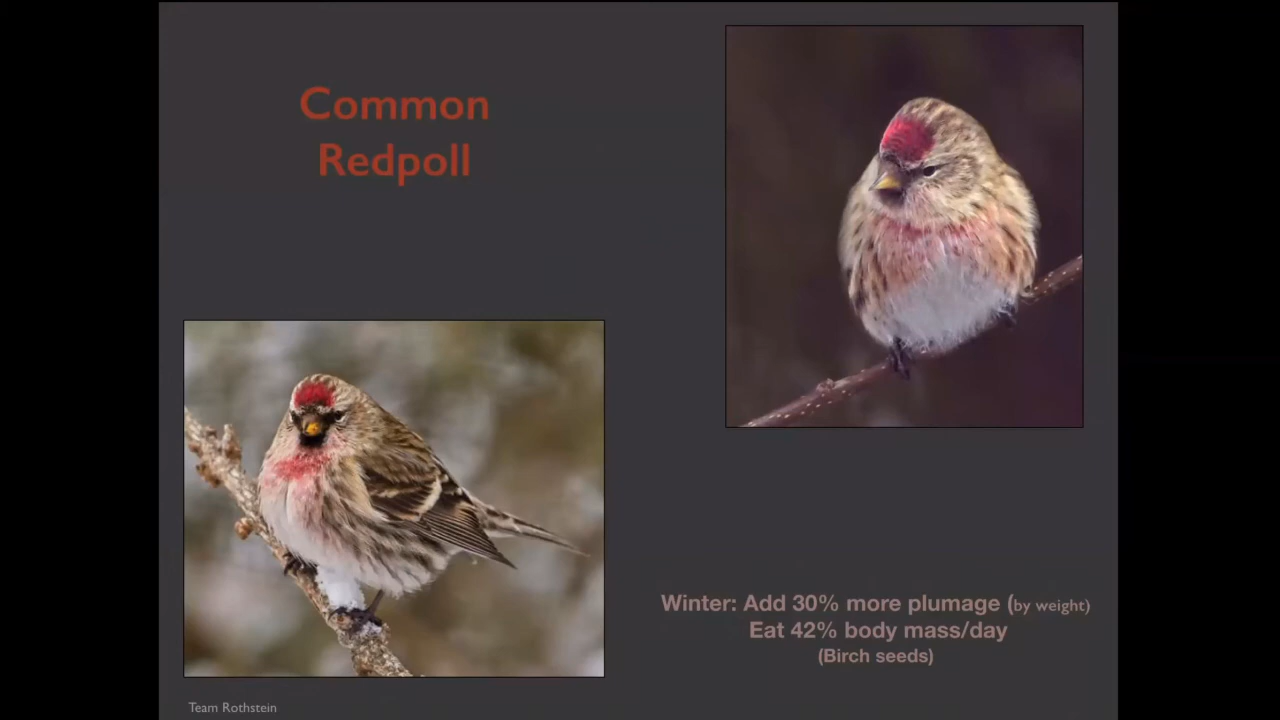 Common
Redpoll
Winter: Add 30% more plumage (by weight)
Eat 42% body mass/day
(Birch seeds)
Team Rothstein